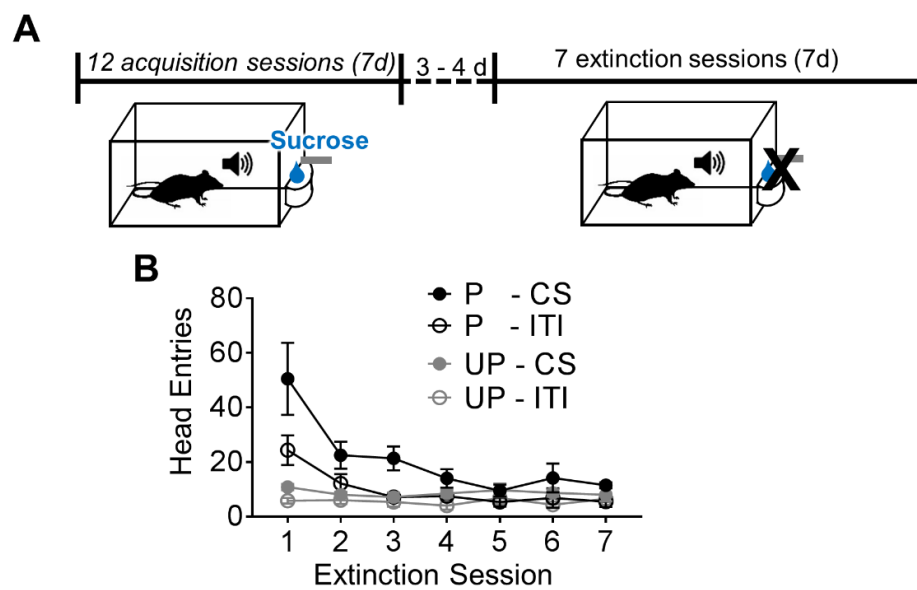 A
12 acquisition sessions (7d)
3 - 4 d
7 extinction sessions (7d)
Sucrose
X
B
P - CS
P - ITI
UP - CS
UP - ITI
Head Entries
80
60
40
20
0
1 2 3 4 5 6 7
Extinction Session